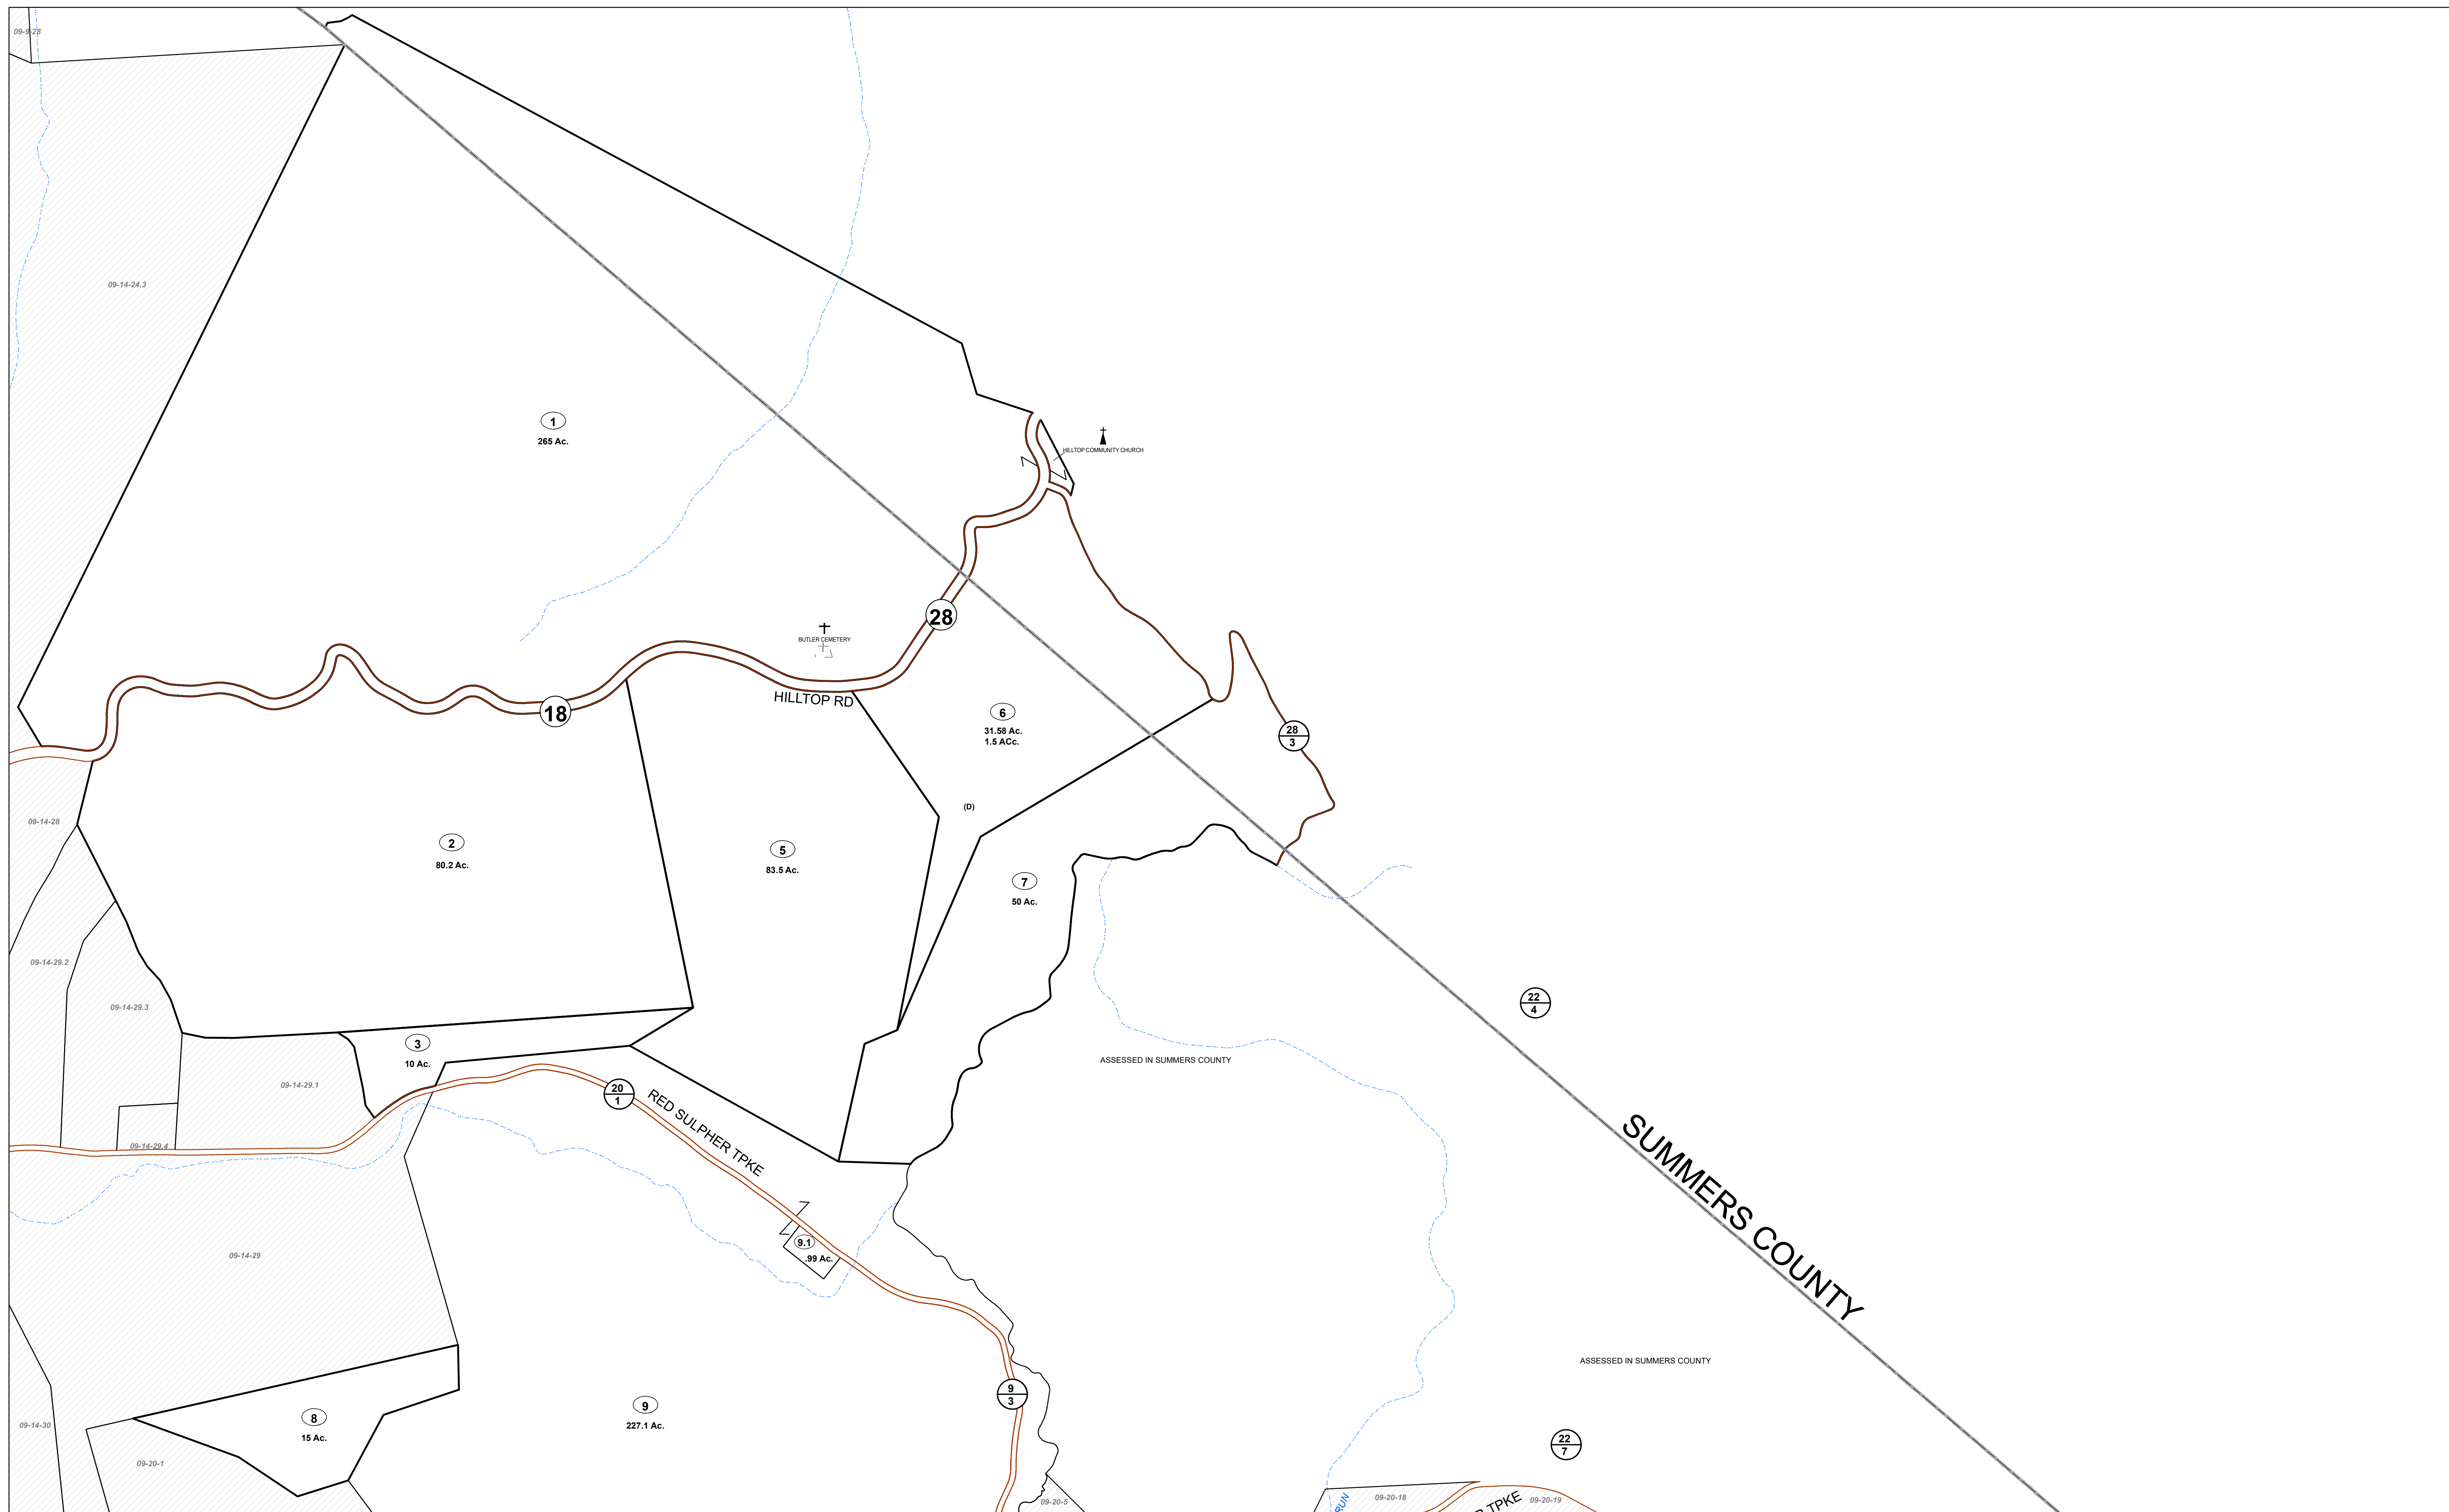 09-9-28
09-14-24.3
1
265 Ac.
HILLTOP COMMUNITY CHURCH
BUTLER CEMETERY
28
HILLTOP RD
18
6
31.58 Ac.
1.5 ACc.
28
3
(D)
09-14-28
2
80.2 Ac.
5
83.5 Ac.
7
50 Ac.
09-14-29.2
09-14-29.3
22
4
3
10 Ac.
ASSESSED IN SUMMERS COUNTY
09-14-29.1
20
1
RED SULPHER TPKE
09-14-29.4
SUMMERS COUNTY
09-14-29
9.1
.99 Ac.
ASSESSED IN SUMMERS COUNTY
9
3
8
15 Ac.
9
227.1 Ac.
09-14-30
09-20-1
22
7
09-20-5
RUN
09-20-18
TPKE
09-20-19